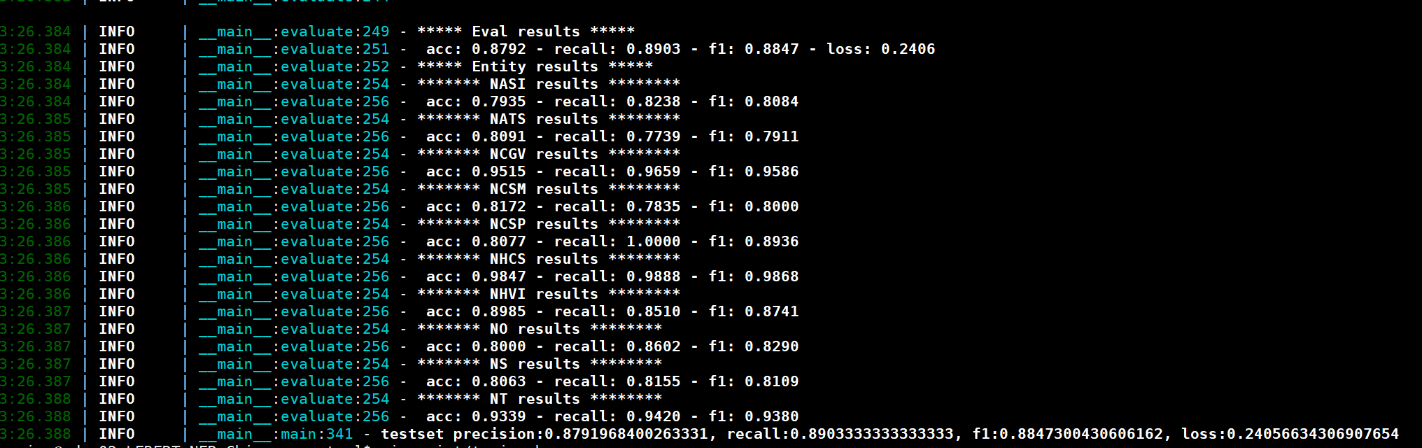 3:26.384 | INFO | __main__:evaluate:249 - ***** Eval results *****
3:26.384 | INFO | __main__:evaluate:251 - acc: 0.8792 - recall: 0.8903 - f1: 0.8847 - loss: 0.2406
3:26.384 | INFO | __main__:evaluate:252 - ***** Entity results *****
3:26.384 | INFO | __main__:evaluate:254 - ******* NASI results ********
3:26.384 | INFO | __main__:evaluate:256 - acc: 0.7935 - recall: 0.8238 - f1: 0.8084
3:26.385 | INFO | __main__:evaluate:254 - ******* NATS results ********
3:26.385 | INFO | __main__:evaluate:256 - acc: 0.8091 - recall: 0.7739 - f1: 0.7911
3:26.385 | INFO | __main__:evaluate:254 - ******* NCGV results ********
3:26.385 | INFO | __main__:evaluate:256 - acc: 0.9515 - recall: 0.9659 - f1: 0.9586
3:26.385 | INFO | __main__:evaluate:254 - ******* NCSM results ********
3:26.386 | INFO | __main__:evaluate:256 - acc: 0.8172 - recall: 0.7835 - f1: 0.8000
3:26.386 | INFO | __main__:evaluate:254 - ******* NCSP results ********
3:26.386 | INFO | __main__:evaluate:256 - acc: 0.8077 - recall: 1.0000 - f1: 0.8936
3:26.386 | INFO | __main__:evaluate:254 - ******* NHCS results ********
3:26.386 | INFO | __main__:evaluate:256 - acc: 0.9847 - recall: 0.9888 - f1: 0.9868
3:26.386 | INFO | __main__:evaluate:254 - ******* NHVI results ********
3:26.387 | INFO | __main__:evaluate:256 - acc: 0.8985 - recall: 0.8510 - f1: 0.8741
3:26.387 | INFO | __main__:evaluate:254 - ******* NO results ********
3:26.387 | INFO | __main__:evaluate:256 - acc: 0.8000 - recall: 0.8602 - f1: 0.8290
3:26.387 | INFO | __main__:evaluate:254 - ******* NS results ********
3:26.387 | INFO | __main__:evaluate:256 - acc: 0.8063 - recall: 0.8155 - f1: 0.8109
3:26.388 | INFO | __main__:evaluate:254 - ******* NT results ********
3:26.388 | INFO | __main__:evaluate:256 - acc: 0.9339 - recall: 0.9420 - f1: 0.9380
3:26.388 | INFO | __main__:main:341 - testset precision:0.8791968400263331, recall:0.8903333333333333, f1:0.8847300430606162, loss:0.24056634306907654